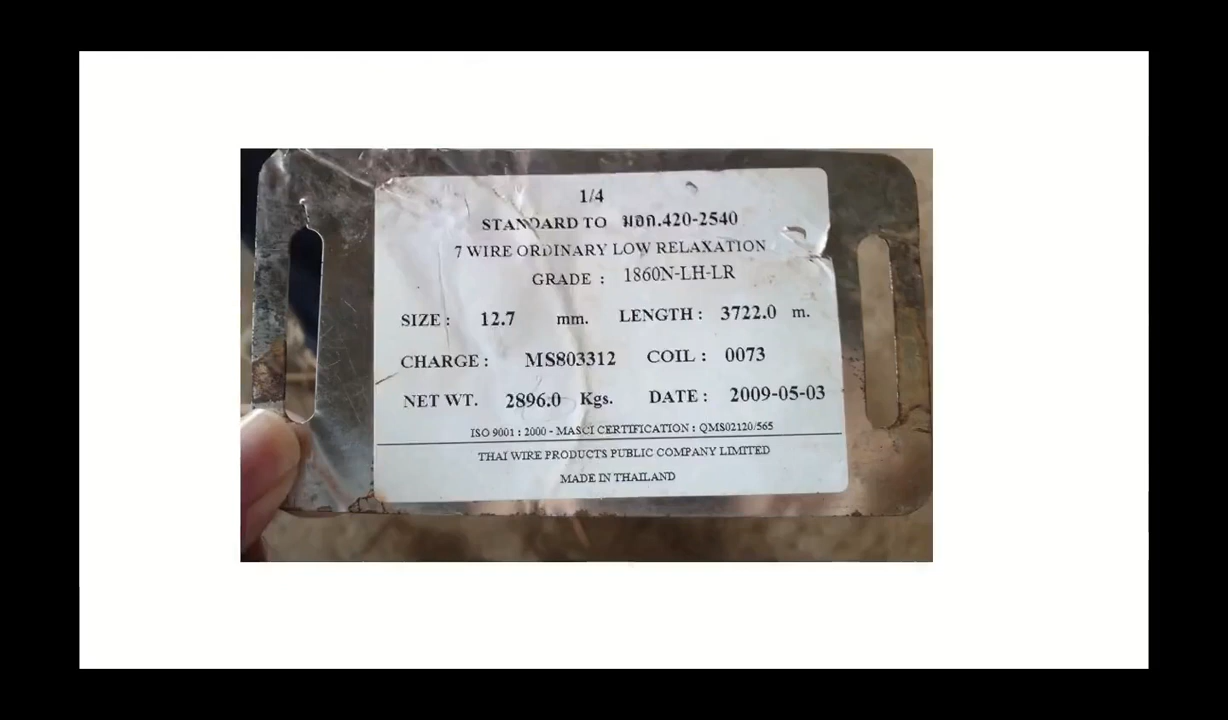 1/4
STANDARD TO มอก.420-2540
7 WIRE ORDINARY LOW RELAXATION
GRADE : 1860N-LH-LR
SIZE : 12.7 mm. LENGTH : 3722.0 m.
CHARGE : MS803312 COIL : 0073
NET WT. 2896.0 Kgs. DATE : 2009-05-03
ISO 9001 : 2000 - MASCI CERTIFICATION : QMS02120/565
THAI WIRE PRODUCTS PUBLIC COMPANY LIMITED
MADE IN THAILAND